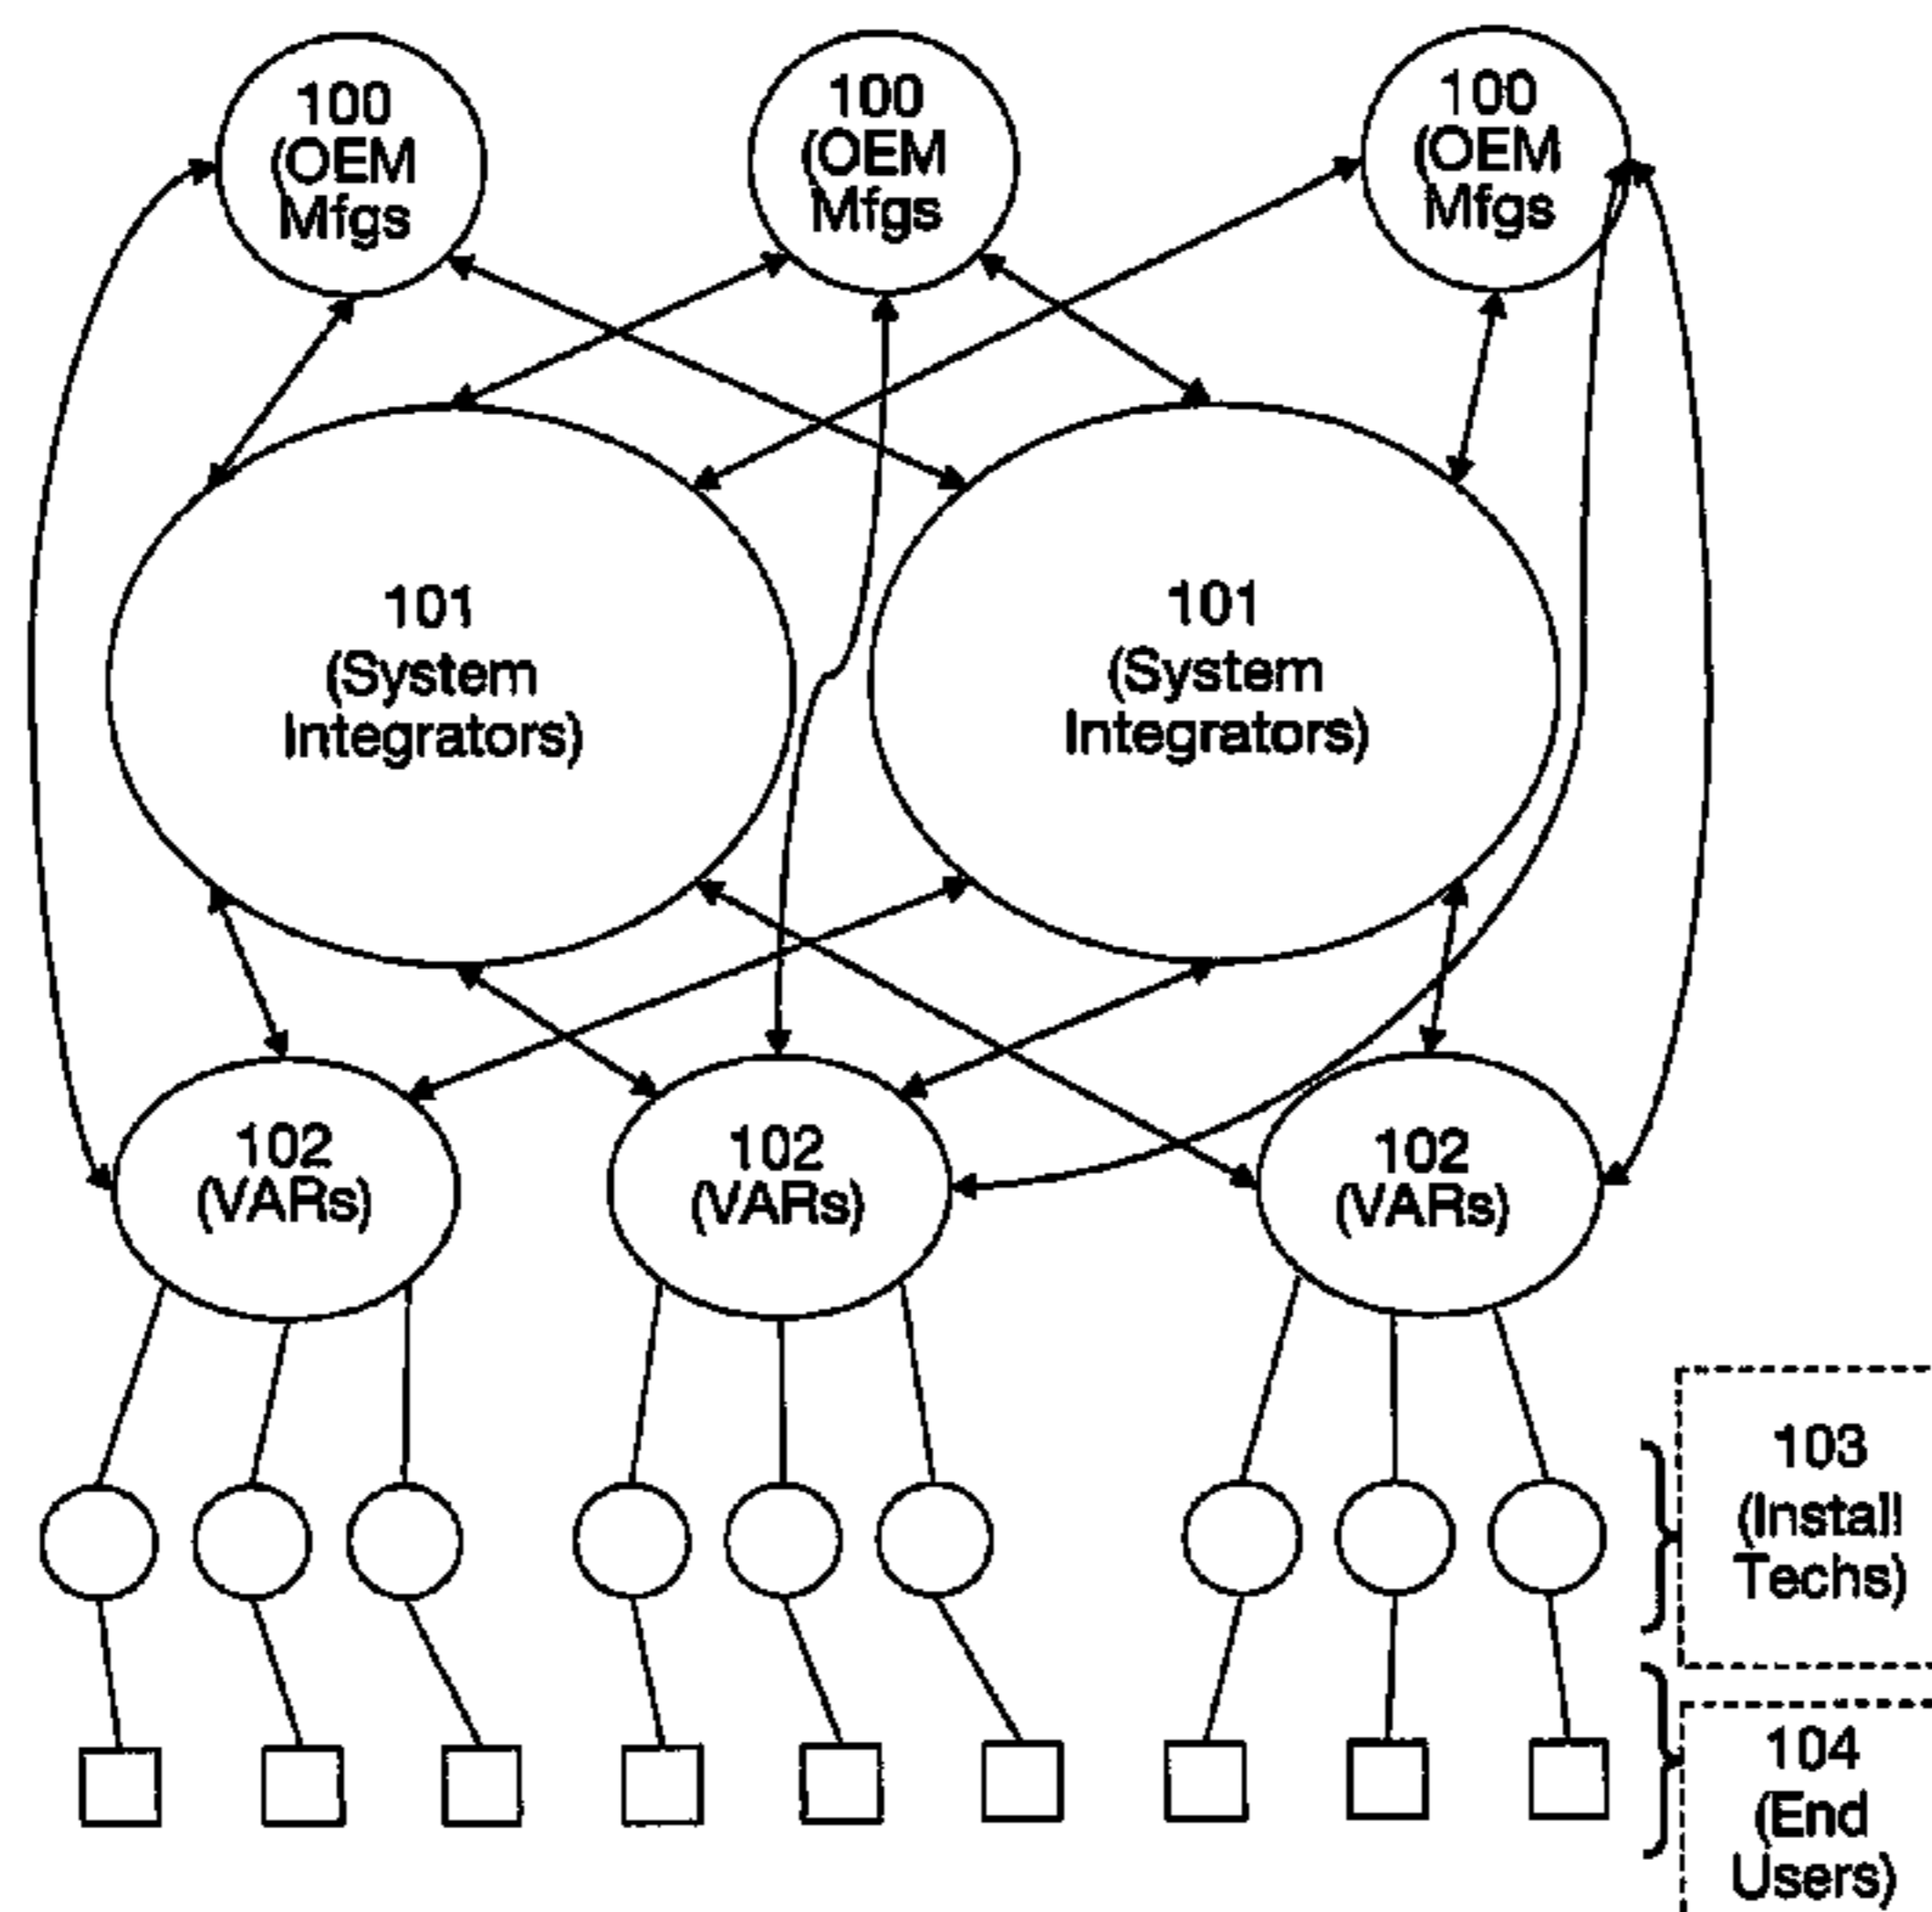 100
(OEM
Mfgs
100
(OEM
Mfgs
100
(OEM
Mfgs
101
(System
Integrators)
101
(System
Integrators)
102
(VARs)
102
(VARs)
102
(VARs)
103
(Install
Techs)
104
(End
Users)